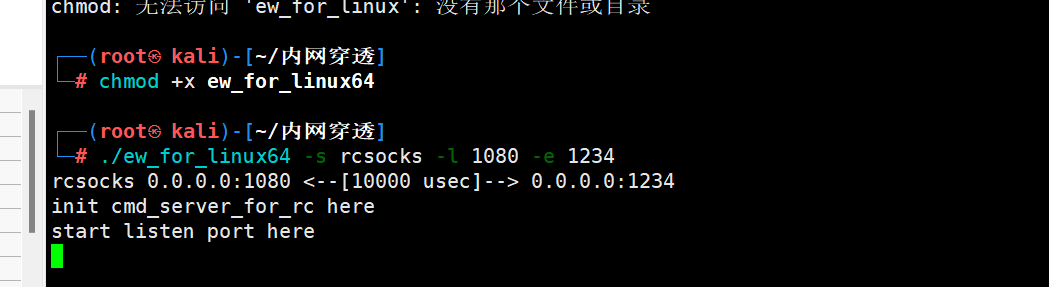 chmod: 无法访问 'ew_for_linux': 没有那个文件或目录
┌──(root㉿ kali)-[~/内网穿透]
└─# chmod +x ew_for_linux64
┌──(root㉿ kali)-[~/内网穿透]
└─# ./ew_for_linux64 -s rcsocks -l 1080 -e 1234
rcsocks 0.0.0.0:1080 <--[10000 usec]--> 0.0.0.0:1234
init cmd_server_for_rc here
start listen port here